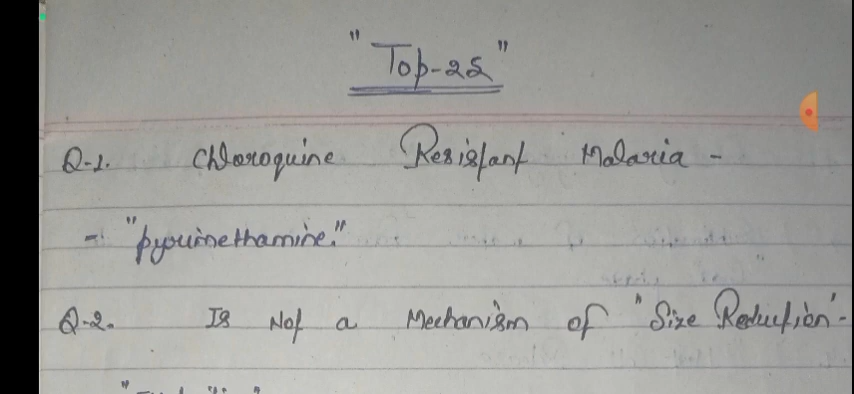 "Top-25"
Q-1. Chloroquine Resistant Malaria -
- "pyrimethamine."
Q-2. Is Not a Mechanism of "Size Reduction"-